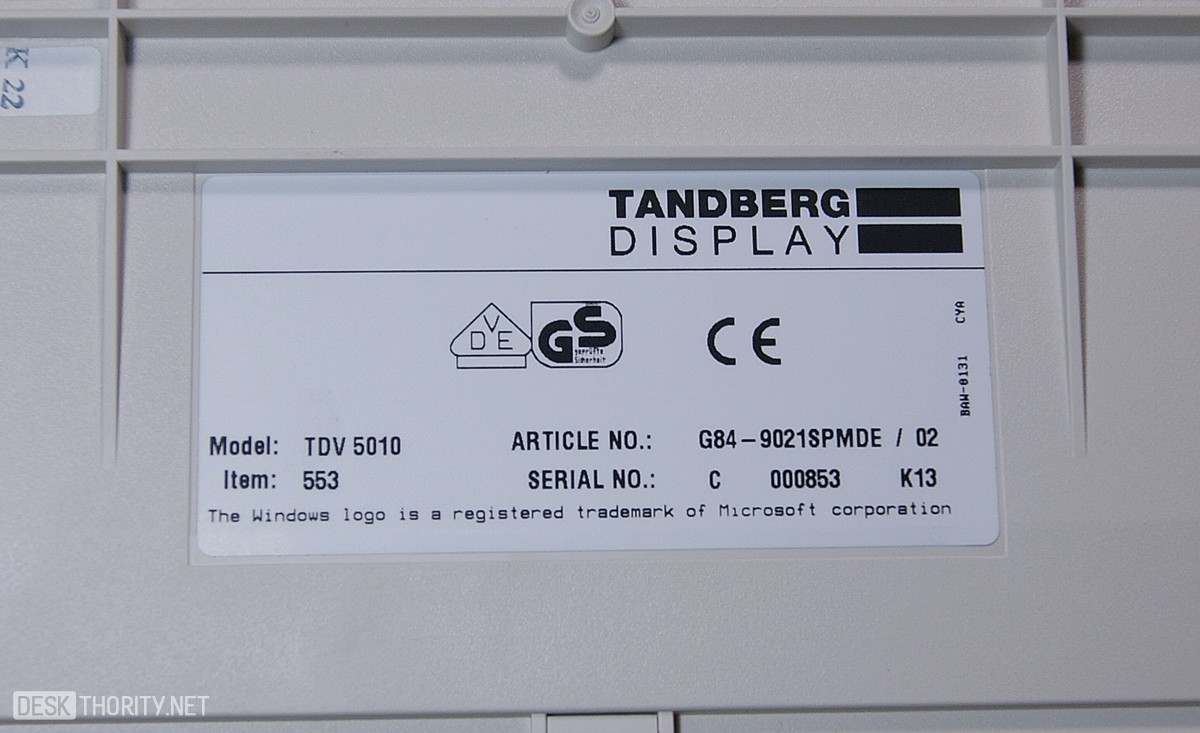 K 22
TANDBERG
DISPLAY
VDE
GS
geprüfte
Sicherheit
CE
CYA
BAW-0131
Model: TDV 5010 ARTICLE NO.: G84-9021SPMDE / 02
Item: 553 SERIAL NO.: C 000853 K13
The Windows logo is a registered trademark of Microsoft corporation
DESKTHORITY.NET